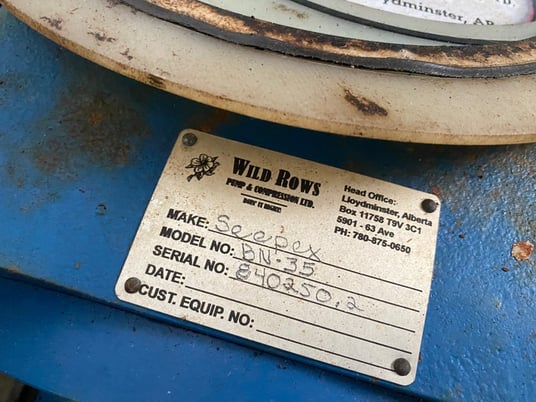 Lloydminster, AB
WILD ROWS
PUMP & COMPRESSION LTD.
Head Office:
Lloydminster, Alberta
Box 11758 T9V 3C1
5901 - 63 Ave
PH: 780-875-0650
MAKE: Seepex
MODEL NO: BN-35
SERIAL NO: 840250.2
DATE:
CUST. EQUIP. NO: